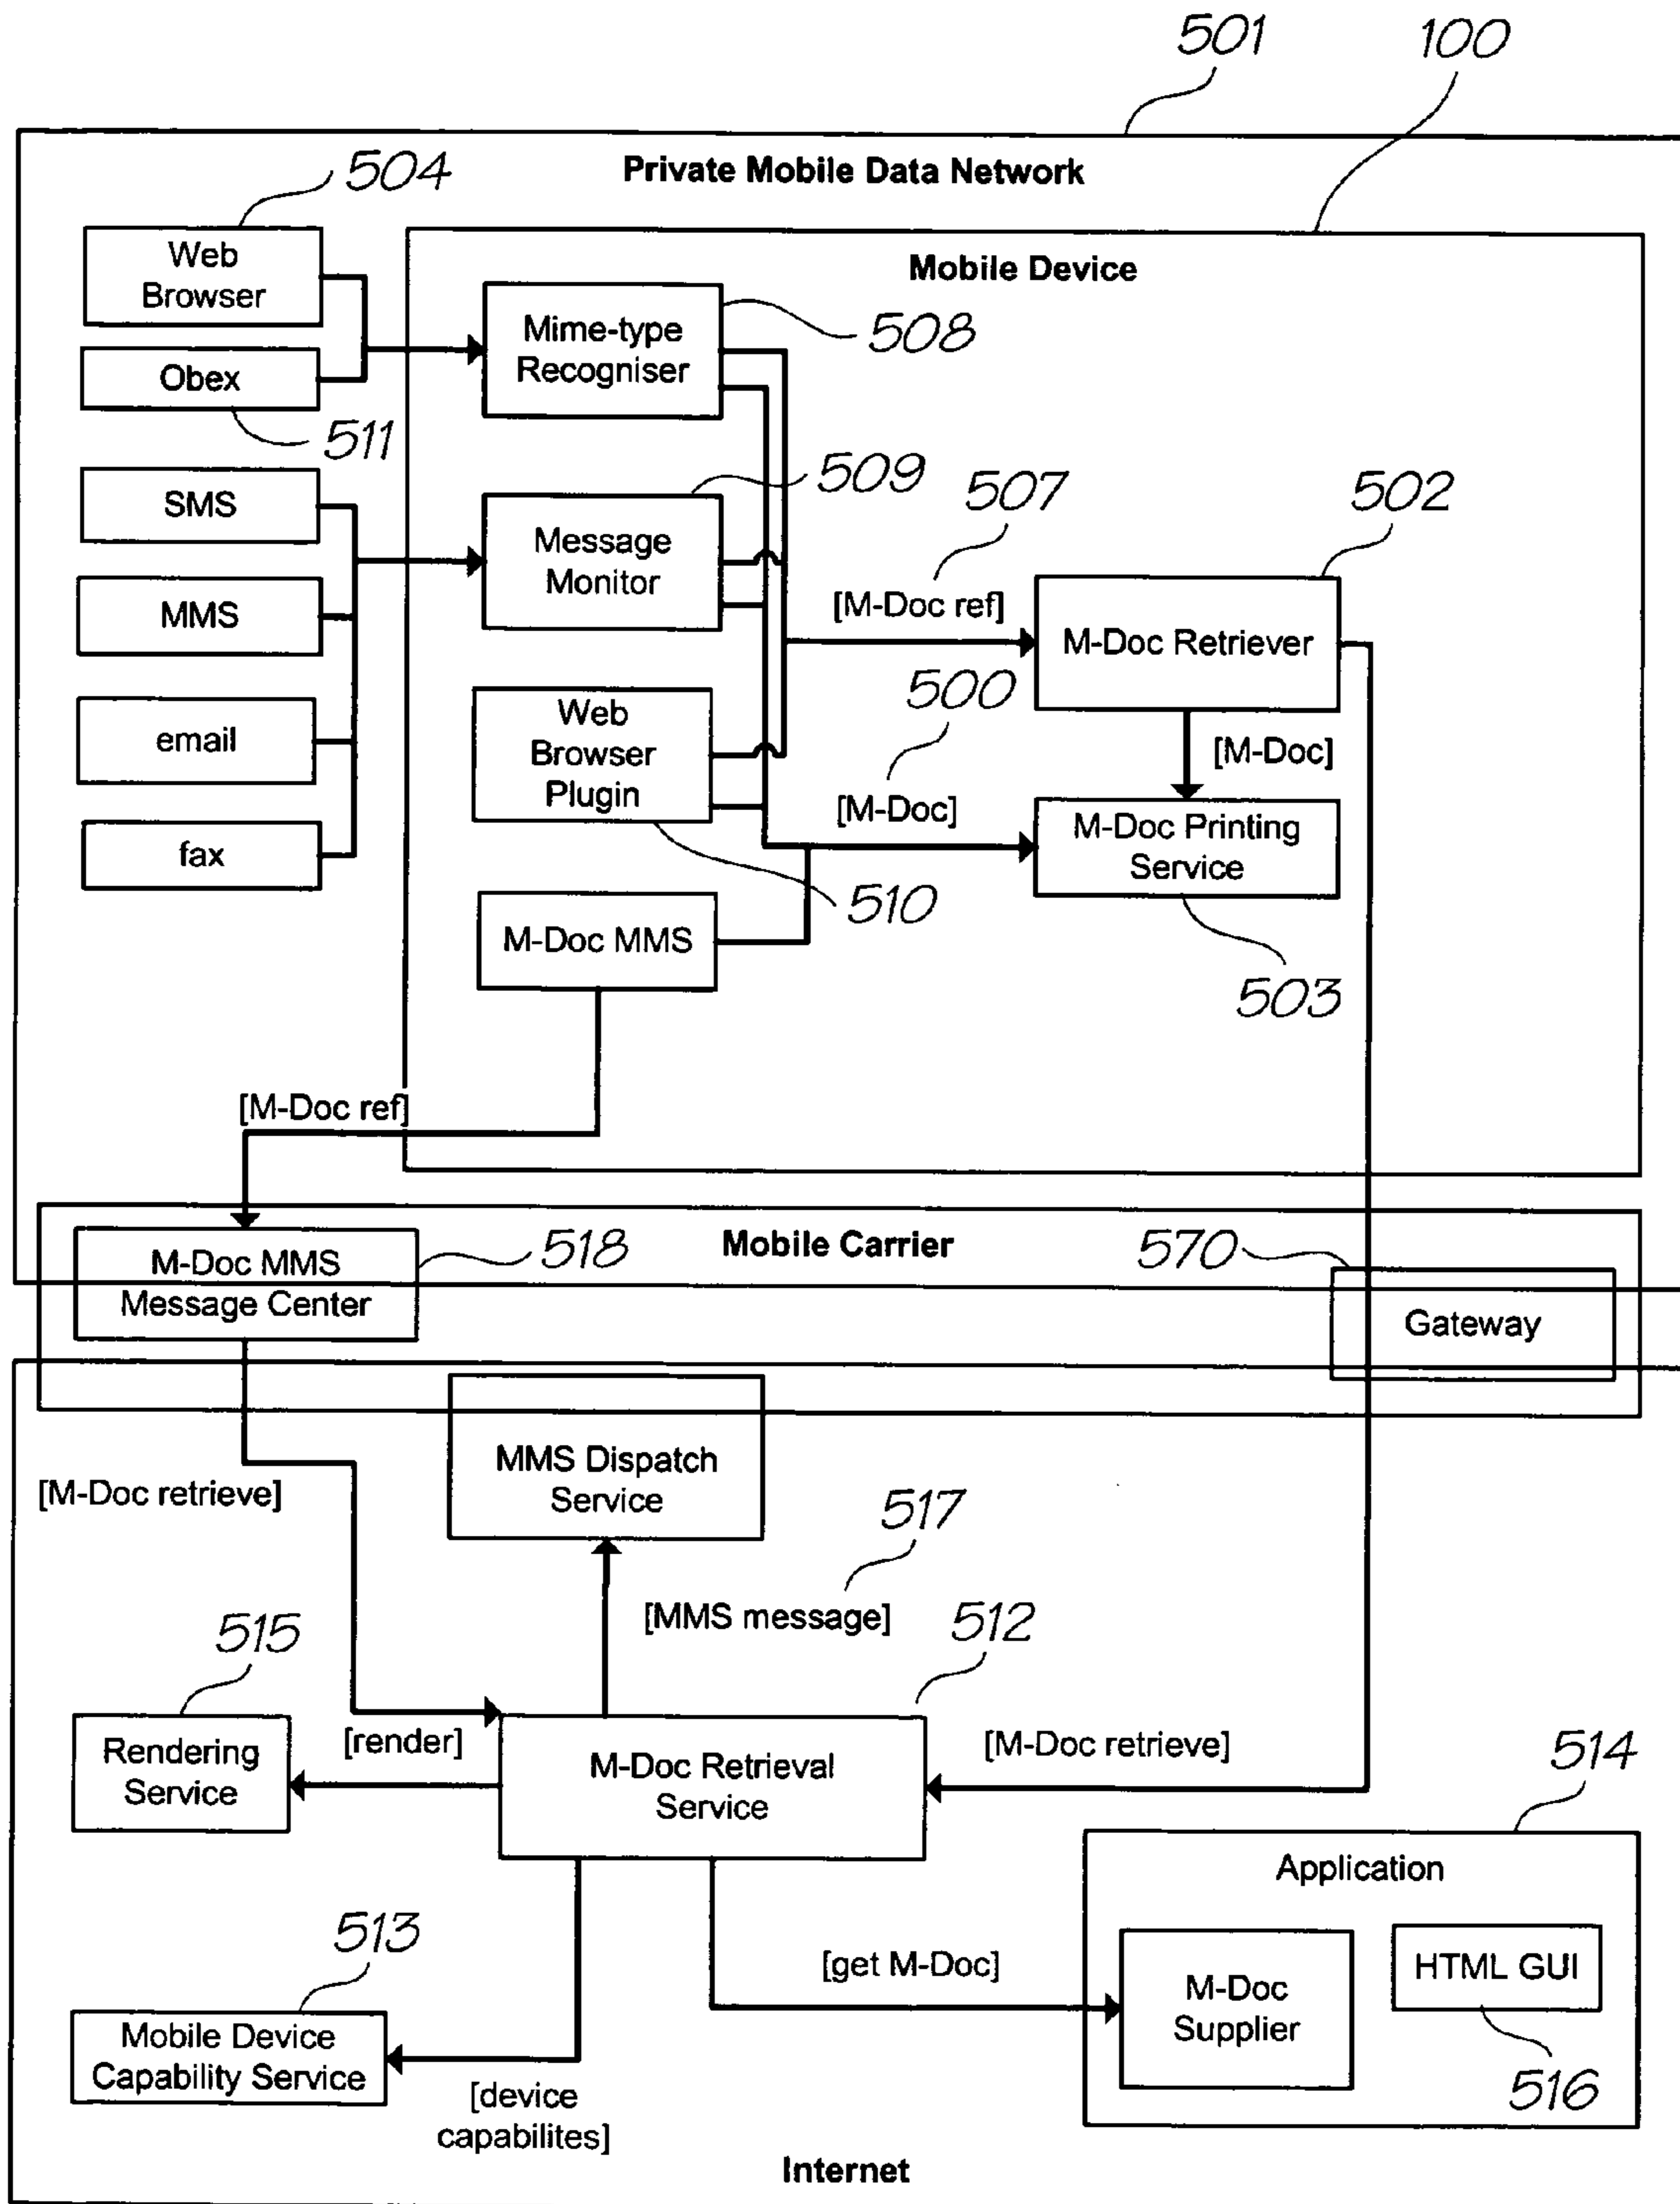 501
100
Private Mobile Data Network
504
Web
Browser
Mobile Device
Mime-type
Recogniser
508
Obex
511
SMS
509
507
502
Message
Monitor
MMS
[M-Doc ref]
M-Doc Retriever
500
Web
Browser
Plugin
email
[M-Doc]
[M-Doc]
fax
M-Doc Printing
Service
510
M-Doc MMS
503
[M-Doc ref]
M-Doc MMS
Message Center
518
Mobile Carrier
570
Gateway
[M-Doc retrieve]
MMS Dispatch
Service
517
[MMS message]
512
515
Rendering
Service
[render]
M-Doc Retrieval
Service
[M-Doc retrieve]
514
Application
513
[get M-Doc]
M-Doc
Supplier
HTML GUI
516
Mobile Device
Capability Service
[device
capabilites]
Internet